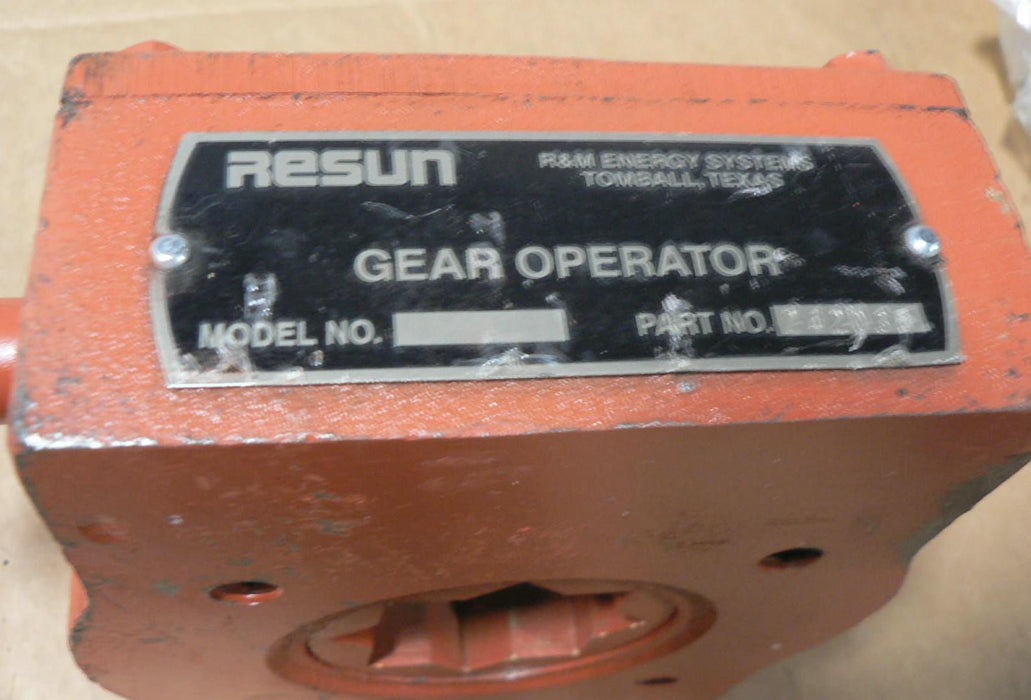 Resun
R&M ENERGY SYSTEMS
TOMBALL, TEXAS
GEAR OPERATOR
MODEL NO.
PART NO.